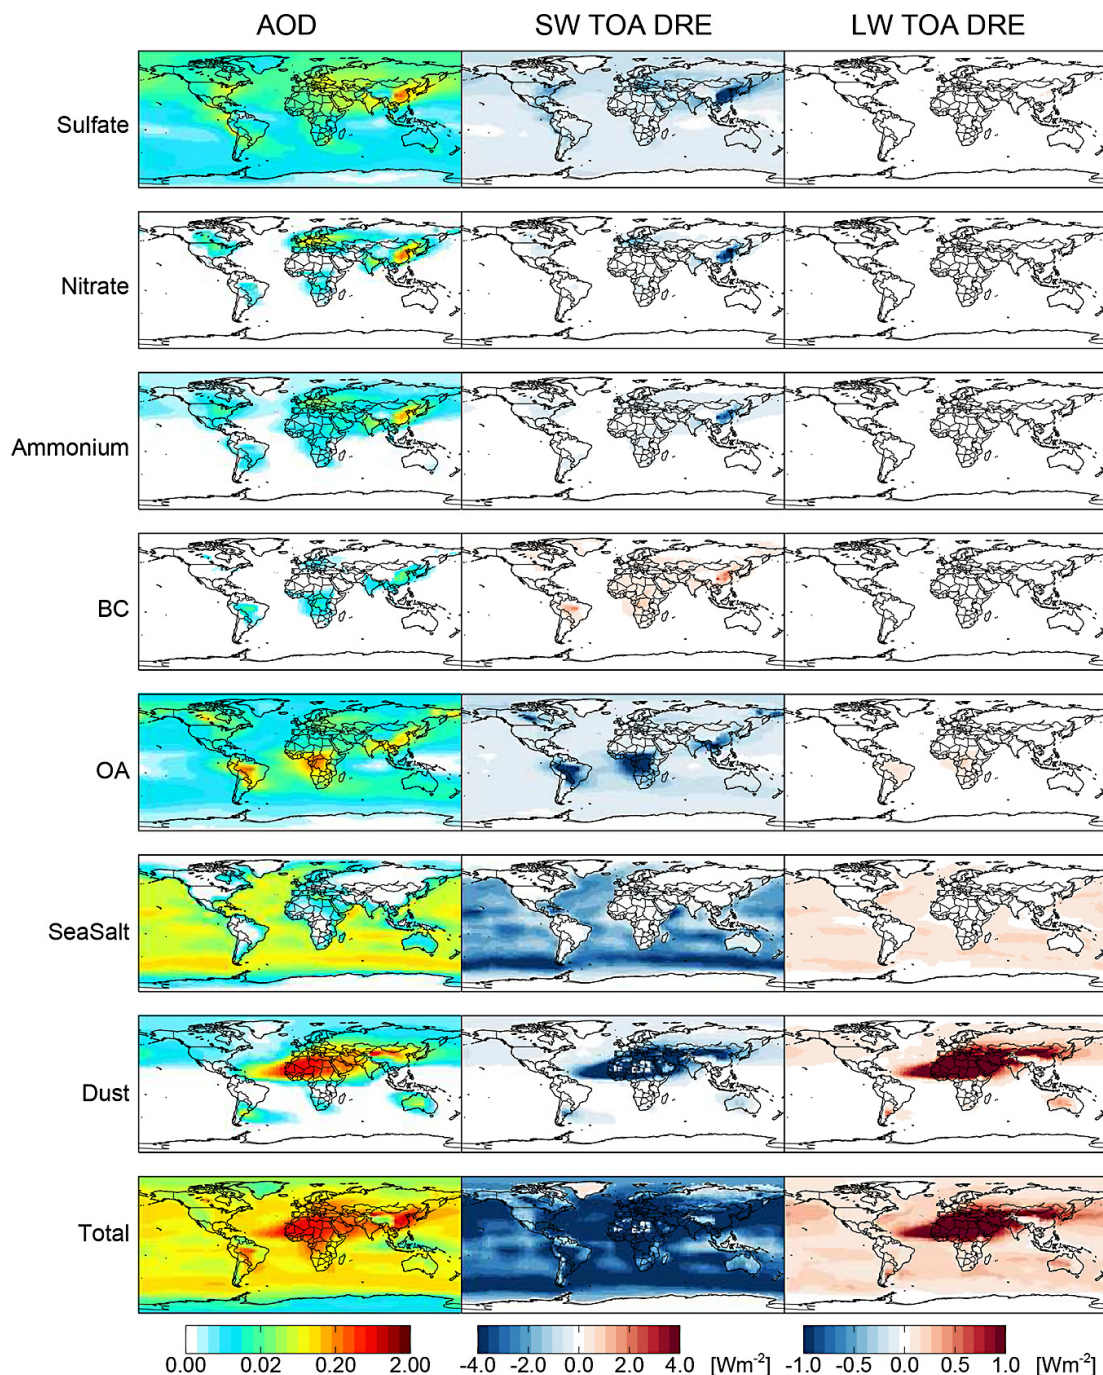 AOD SW TOA DRE LW TOA DRE
Sulfate
Nitrate
Ammonium
BC
OA
SeaSalt
Dust
Total
0.00 0.02 0.20 2.00 -4.0 -2.0 0.0 2.0 4.0 [Wm⁻²] -1.0 -0.5 0.0 0.5 1.0 [Wm⁻²]